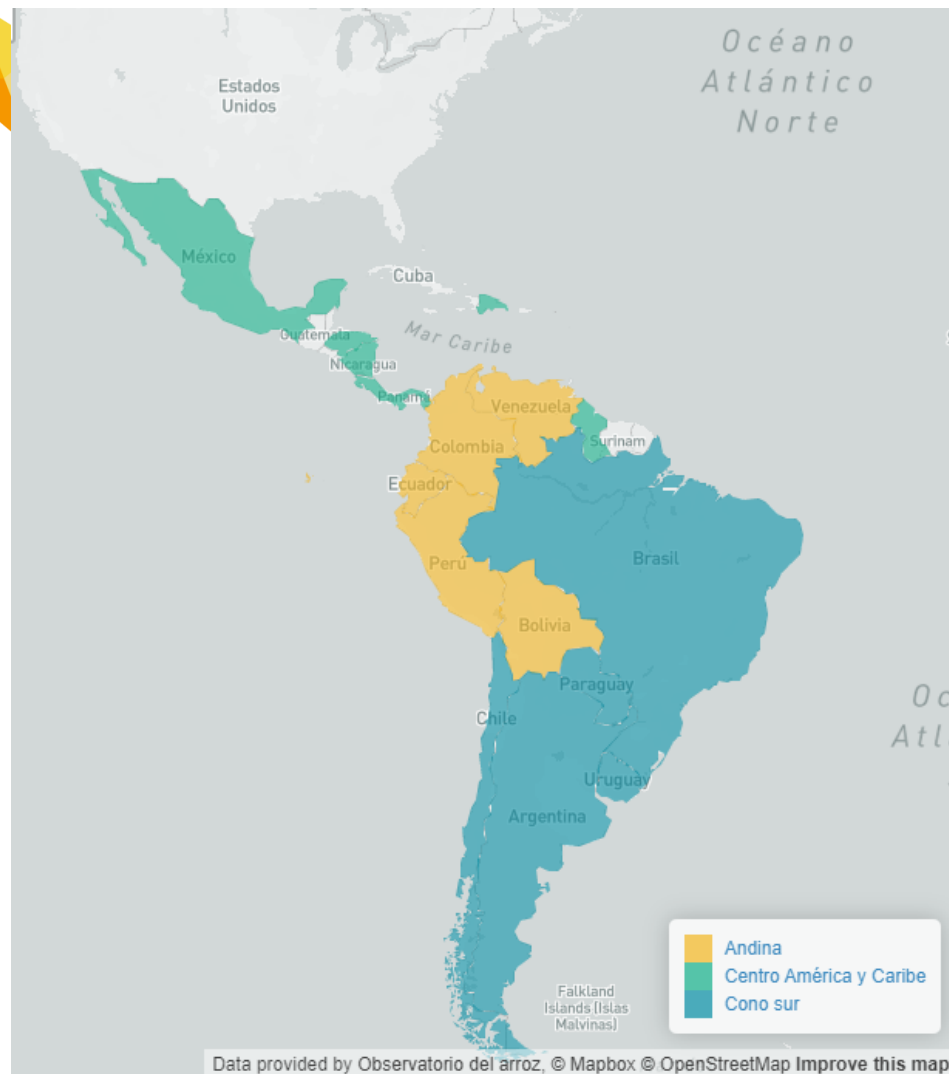 Océano
Atlántico
Norte
Estados
Unidos
México
Cuba
Mar Caribe
Guatemala
Nicaragua
Panamá
Venezuela
Colombia
Surinam
Ecuador
Brasil
Perú
Bolivia
Paraguay
Oc
Atl
Chile
Uruguay
Argentina
Andina
Centro América y Caribe
Cono sur
Falkland
Islands (Islas
Malvinas)
Data provided by Observatorio del arroz, © Mapbox © OpenStreetMap Improve this map